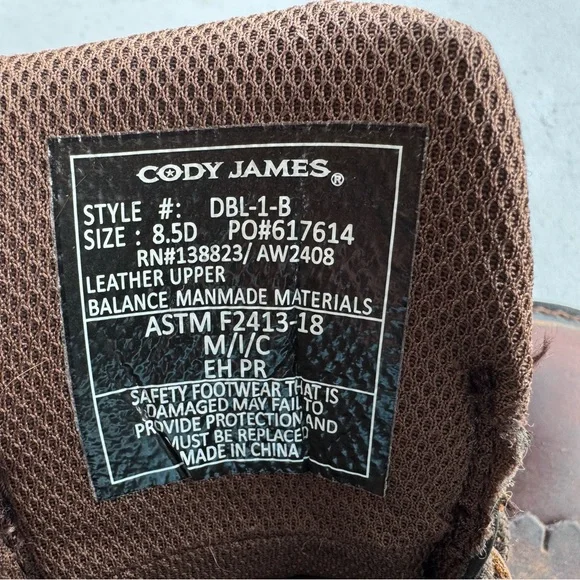 CODY JAMES®
STYLE #: DBL-1-B
SIZE : 8.5D PO#617614
RN#138823/ AW2408
LEATHER UPPER
BALANCE MANMADE MATERIALS
ASTM F2413-18
M/I/C
EH PR
SAFETY FOOTWEAR THAT IS
DAMAGED MAY FAIL TO
PROVIDE PROTECTION AND
MUST BE REPLACED
MADE IN CHINA